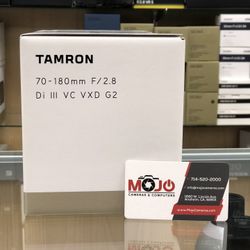 TAMRON
70-180mm F/2.8
Di III VC VXD G2
MOJO
CAMERAS & COMPUTERS
714-520-2000